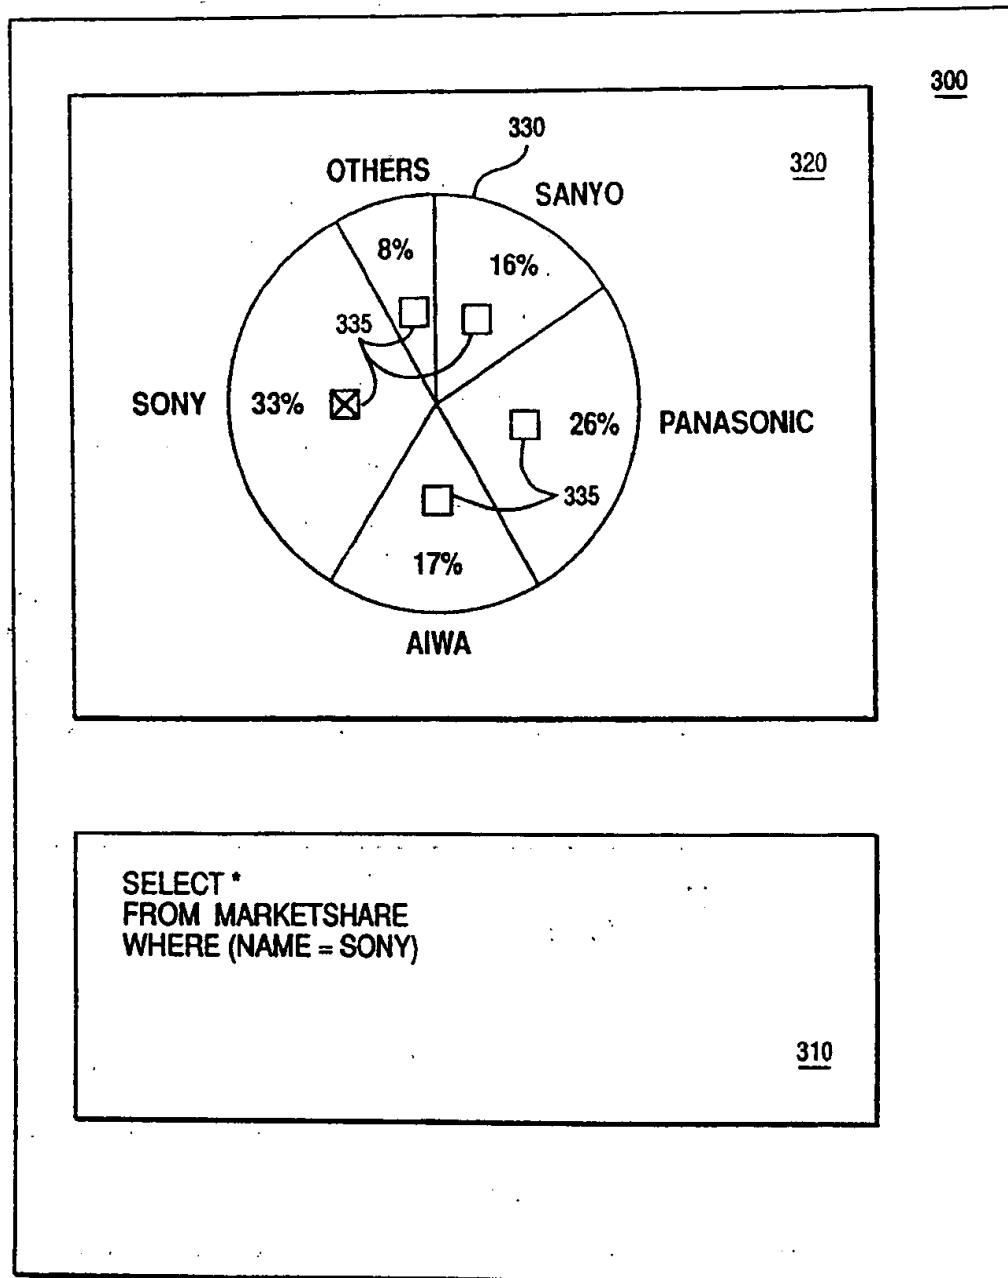 300
330
320
OTHERS
SANYO
8%
16%
335
SONY
33%
26%
PANASONIC
335
17%
AIWA
SELECT *
FROM MARKETSHARE
WHERE (NAME = SONY)
310